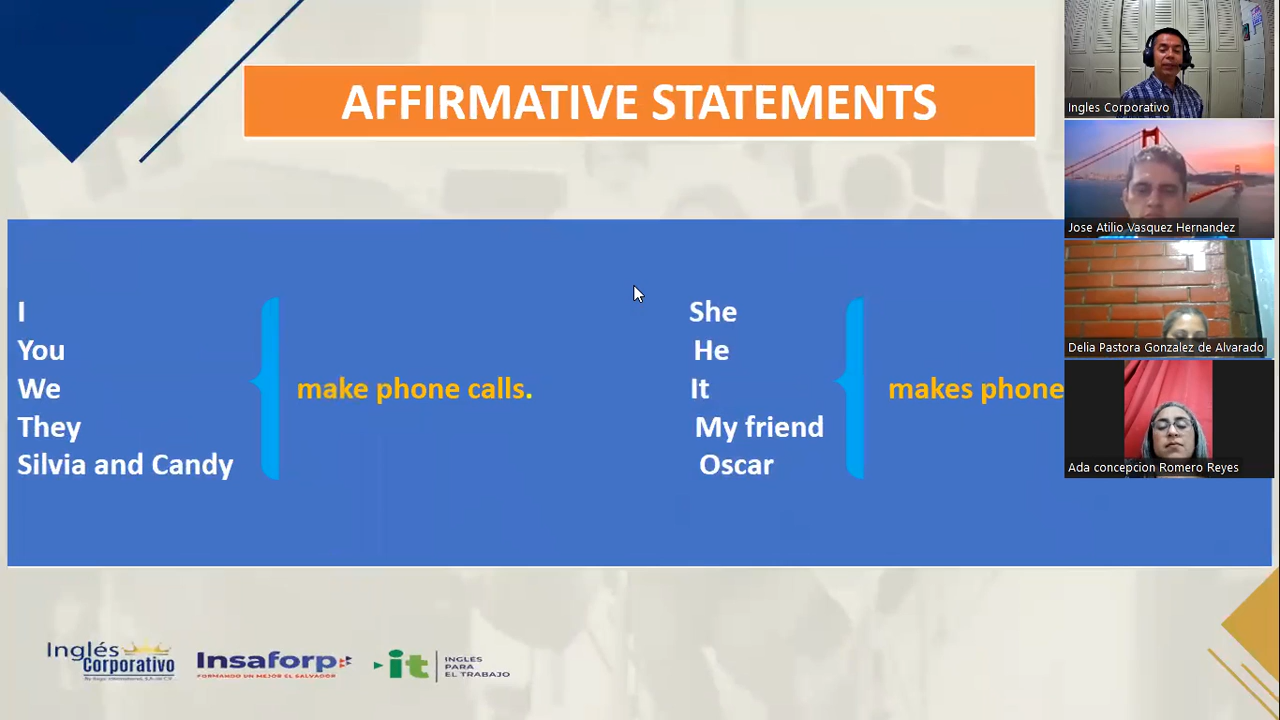 AFFIRMATIVE STATEMENTS
I
You
We
They
Silvia and Candy
make phone calls.
She
He
It
My friend
Oscar
makes phone
Ingles Corporativo
Jose Atilio Vasquez Hernandez
Delia Pastora Gonzalez de Alvarado
Ada concepcion Romero Reyes
Inglés
Corporativo
Insaforp
FORMANDO UN MEJOR EL SALVADOR
it
INGLÉS
PARA
EL TRABAJO